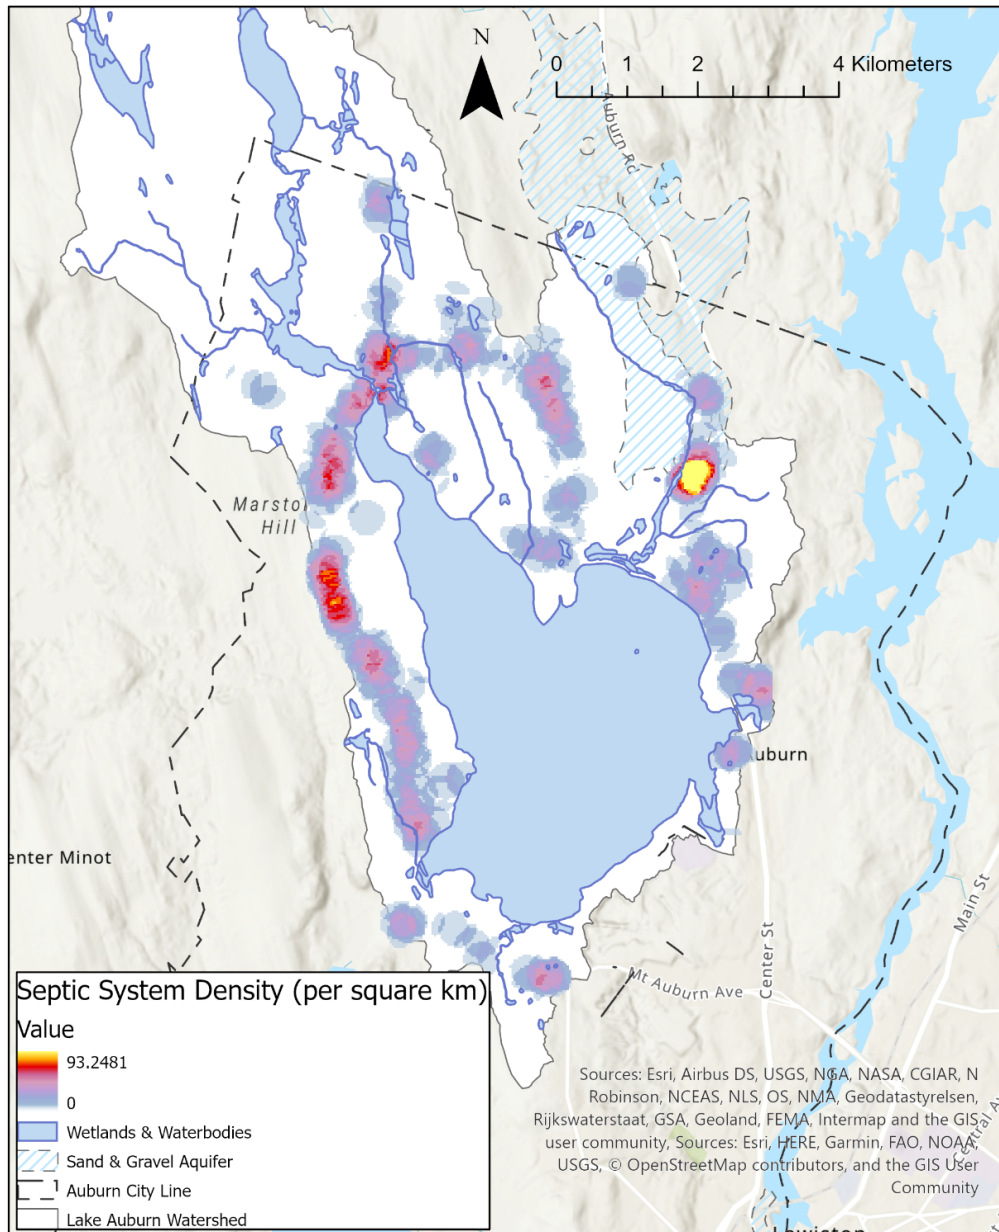 N
0 1 2 4 Kilometers
Auburn Rd
Marston
Hill
Auburn
enter Minot
Main St
Center St
Mt Auburn Ave
Septic System Density (per square km)
Value
93.2481
0
Wetlands & Waterbodies
Sand & Gravel Aquifer
Auburn City Line
Lake Auburn Watershed
Sources: Esri, Airbus DS, USGS, NGA, NASA, CGIAR, N
Robinson, NCEAS, NLS, OS, NMA, Geodatastyrelsen,
Rijkswaterstaat, GSA, Geoland, FEMA, Intermap and the GIS
user community, Sources: Esri, HERE, Garmin, FAO, NOAA,
USGS, © OpenStreetMap contributors, and the GIS User
Community
Central Av
Lewiston